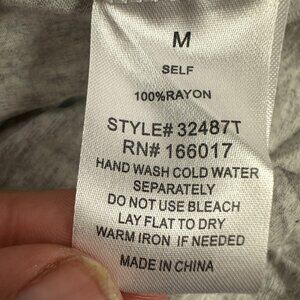 M
SELF
100%RAYON
STYLE# 32487T
RN# 166017
HAND WASH COLD WATER
SEPARATELY
DO NOT USE BLEACH
LAY FLAT TO DRY
WARM IRON IF NEEDED
MADE IN CHINA